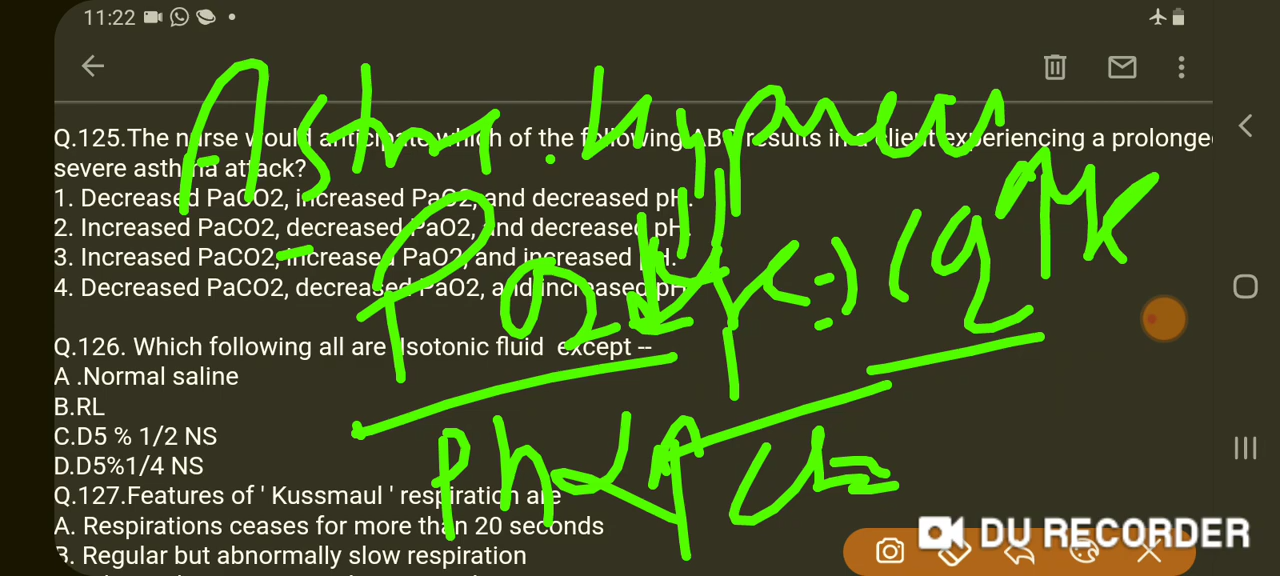 11:22
Q.125.The nurse would anticipate which of the following ABG results in a client experiencing a prolonged
severe asthma attack?
1. Decreased PaCO2, increased PaO2, and decreased pH.
2. Increased PaCO2, decreased PaO2, and decreased pH.
3. Increased PaCO2, increased PaO2, and increased pH.
4. Decreased PaCO2, decreased PaO2, and increased pH.
Q.126. Which following all are Isotonic fluid except --
A .Normal saline
B.RL
C.D5 % 1/2 NS
D.D5%1/4 NS
Q.127.Features of ' Kussmaul ' respiration are
A. Respirations ceases for more than 20 seconds
B. Regular but abnormally slow respiration
PO2
ph
DU RECORDER